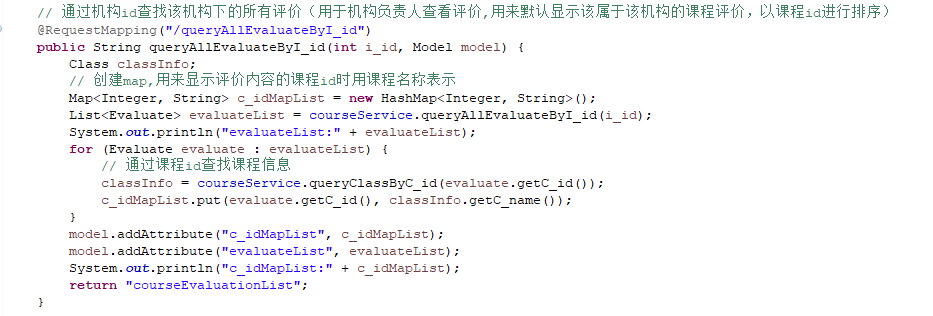 // 通过机构id查找该机构下的所有评价（用于机构负责人查看评价,用来默认显示该属于该机构的课程评价，以课程id进行排序）
@RequestMapping("/queryAllEvaluateByI_id")
public String queryAllEvaluateByI_id(int i_id, Model model) {
Class classInfo;
// 创建map,用来显示评价内容的课程id时用课程名称表示
Map<Integer, String> c_idMapList = new HashMap<Integer, String>();
List<Evaluate> evaluateList = courseService.queryAllEvaluateByI_id(i_id);
System.out.println("evaluateList:" + evaluateList);
for (Evaluate evaluate : evaluateList) {
// 通过课程id查找课程信息
classInfo = courseService.queryClassByC_id(evaluate.getC_id());
c_idMapList.put(evaluate.getC_id(), classInfo.getC_name());
}
model.addAttribute("c_idMapList", c_idMapList);
model.addAttribute("evaluateList", evaluateList);
System.out.println("c_idMapList:" + c_idMapList);
return "courseEvaluationList";
}